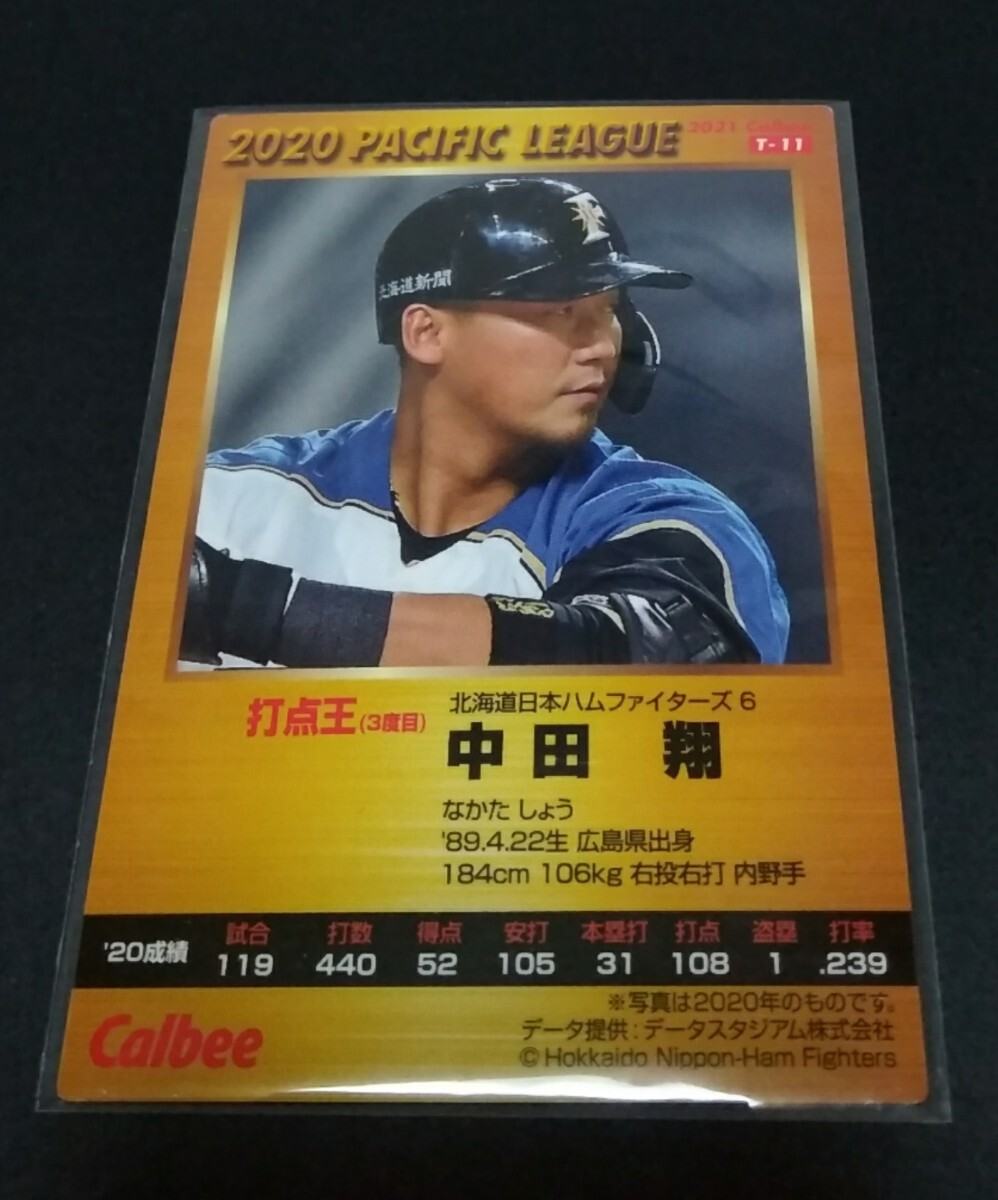 2020 PACIFIC LEAGUE
2021 Calbee
T-11
北海道新聞
打点王(3度目)
北海道日本ハムファイターズ 6
中田 翔
なかた しょう
'89.4.22生 広島県出身
184cm 106kg 右投右打 内野手
試合 打数 得点 安打 本塁打 打点 盗塁 打率
'20成績 119 440 52 105 31 108 1 .239
※写真は2020年のものです。
データ提供:データスタジアム株式会社
Calbee
© Hokkaido Nippon-Ham Fighters